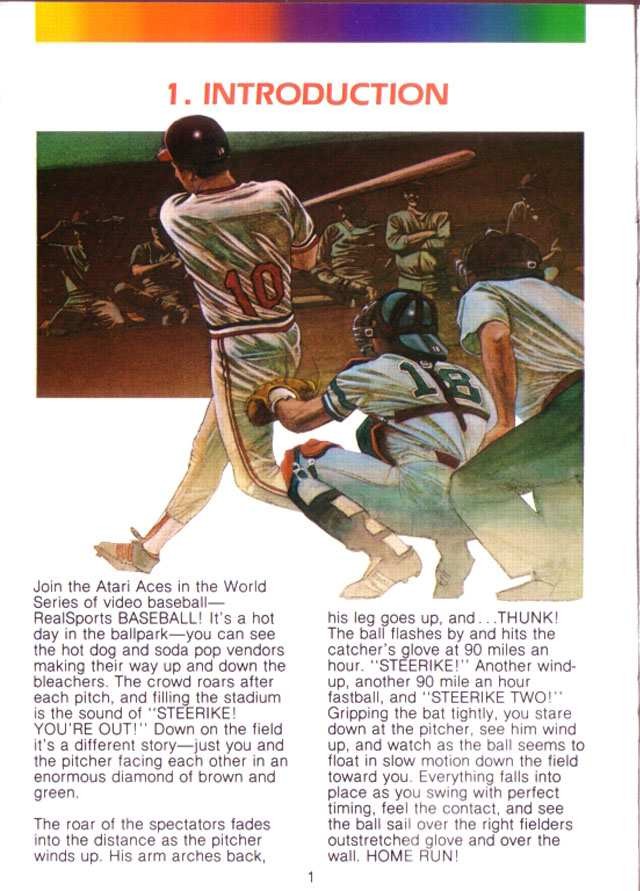 1. INTRODUCTION
10
18
Join the Atari Aces in the World
Series of video baseball—
RealSports BASEBALL! It's a hot
day in the ballpark—you can see
the hot dog and soda pop vendors
making their way up and down the
bleachers. The crowd roars after
each pitch, and filling the stadium
is the sound of "STEERIKE!
YOU'RE OUT!" Down on the field
it's a different story—just you and
the pitcher facing each other in an
enormous diamond of brown and
green.
The roar of the spectators fades
into the distance as the pitcher
winds up. His arm arches back,
his leg goes up, and...THUNK!
The ball flashes by and hits the
catcher's glove at 90 miles an
hour. "STEERIKE!" Another wind-
up, another 90 mile an hour
fastball, and "STEERIKE TWO!"
Gripping the bat tightly, you stare
down at the pitcher, see him wind
up, and watch as the ball seems to
float in slow motion down the field
toward you. Everything falls into
place as you swing with perfect
timing, feel the contact, and see
the ball sail over the right fielders
outstretched glove and over the
wall. HOME RUN!
1